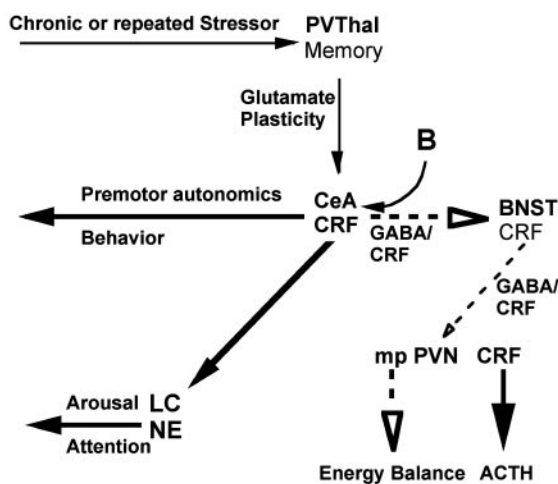 Chronic or repeated Stressor
PVThal
Memory
Glutamate
Plasticity
B
Premotor autonomics
Behavior
CeA
CRF
GABA/
CRF
BNST
CRF
GABA/
CRF
mp PVN CRF
Arousal LC
Attention NE
Energy Balance ACTH